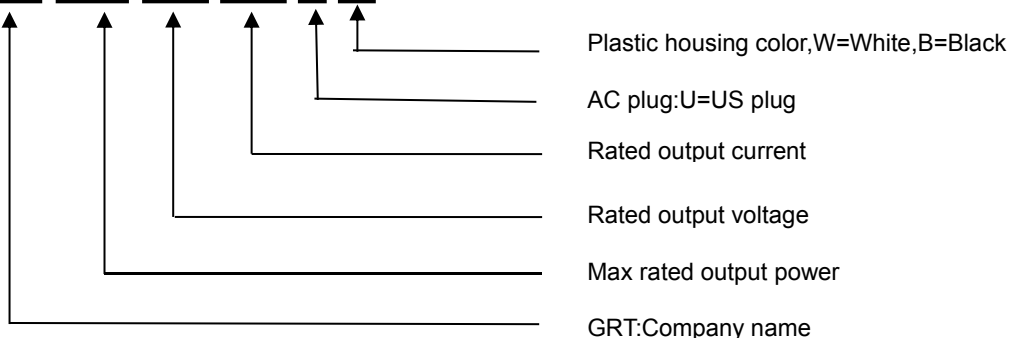 Plastic housing color,W=White,B=Black
AC plug:U=US plug
Rated output current
Rated output voltage
Max rated output power
GRT:Company name